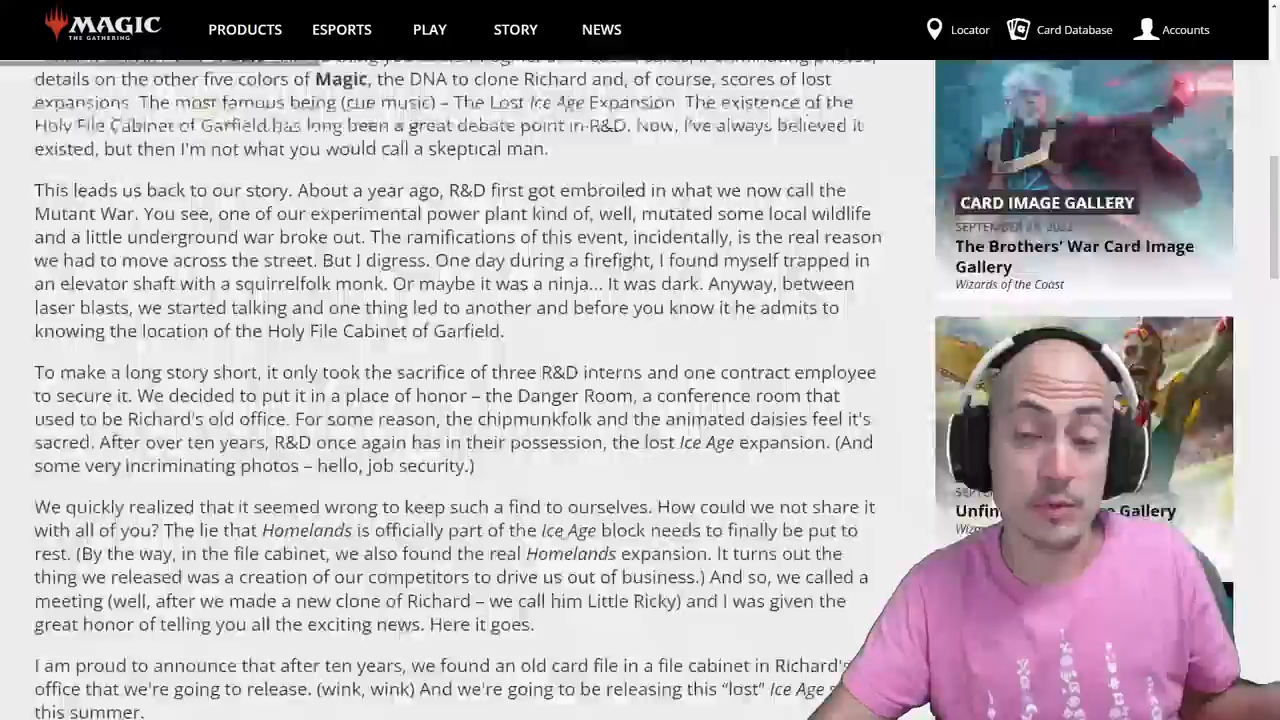 MAGIC
THE GATHERING
PRODUCTS
ESPORTS
PLAY
STORY
NEWS
Locator
Card Database
Accounts
details on the other five colors of Magic, the DNA to clone Richard and, of course, scores of lost
expansions. The most famous being (cue music) – The Lost Ice Age Expansion. The existence of the
Holy File Cabinet of Garfield has long been a great debate point in R&D. Now, I've always believed it
existed, but then I'm not what you would call a skeptical man.
This leads us back to our story. About a year ago, R&D first got embroiled in what we now call the
Mutant War. You see, one of our experimental power plant kind of, well, mutated some local wildlife
and a little underground war broke out. The ramifications of this event, incidentally, is the real reason
we had to move across the street. But I digress. One day during a firefight, I found myself trapped in
an elevator shaft with a squirrelfolk monk. Or maybe it was a ninja... It was dark. Anyway, between
laser blasts, we started talking and one thing led to another and before you know it he admits to
knowing the location of the Holy File Cabinet of Garfield.
To make a long story short, it only took the sacrifice of three R&D interns and one contract employee
to secure it. We decided to put it in a place of honor – the Danger Room, a conference room that
used to be Richard's old office. For some reason, the chipmunkfolk and the animated daisies feel it's
sacred. After over ten years, R&D once again has in their possession, the lost Ice Age expansion. (And
some very incriminating photos – hello, job security.)
We quickly realized that it seemed wrong to keep such a find to ourselves. How could we not share it
with all of you? The lie that Homelands is officially part of the Ice Age block needs to finally be put to
rest. (By the way, in the file cabinet, we also found the real Homelands expansion. It turns out the
thing we released was a creation of our competitors to drive us out of business.) And so, we called a
meeting (well, after we made a new clone of Richard – we call him Little Ricky) and I was given the
great honor of telling you all the exciting news. Here it goes.
I am proud to announce that after ten years, we found an old card file in a file cabinet in Richard's
office that we're going to release. (wink, wink) And we're going to be releasing this “lost” Ice Age
this summer.
CARD IMAGE GALLERY
SEPTEMBER 29, 2022
The Brothers' War Card Image
Gallery
Wizards of the Coast
Gallery